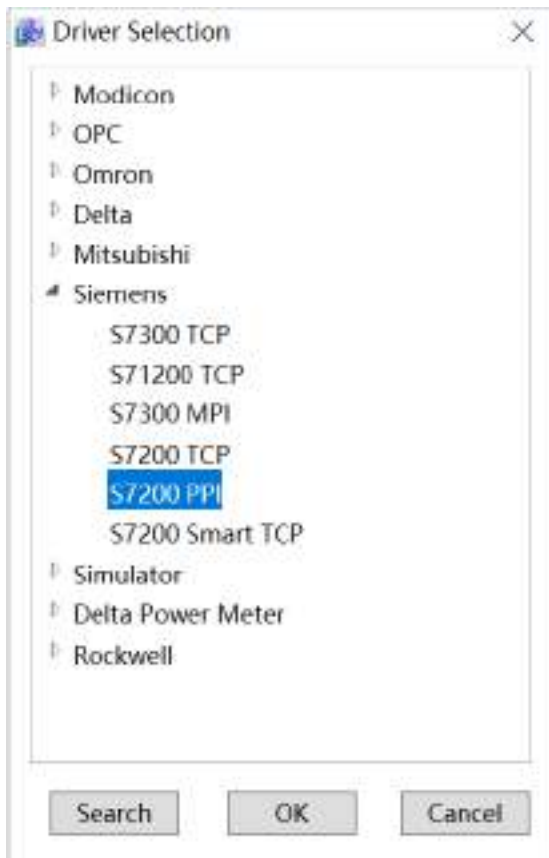 Driver Selection
Modicon
OPC
Omron
Delta
Mitsubishi
Siemens
S7300 TCP
S71200 TCP
S7300 MPI
S7200 TCP
S7200 PPI
S7200 Smart TCP
Simulator
Delta Power Meter
Rockwell
Search OK Cancel